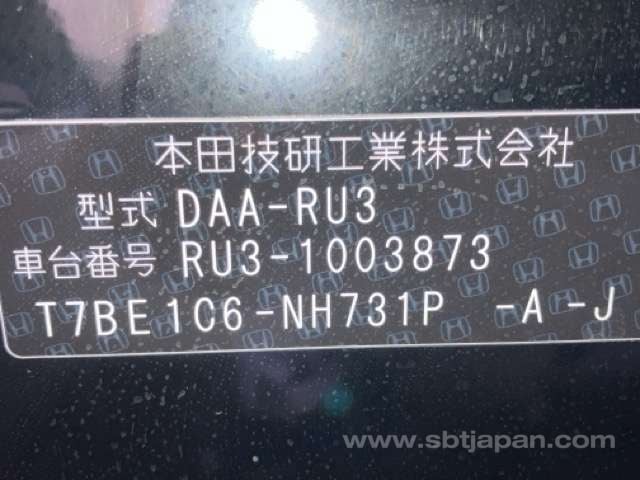 本田技研工業株式会社
型式 DAA-RU3
車台番号 RU3-1003873
T7BE1C6-NH731P -A-J
www.sbtjapan.com